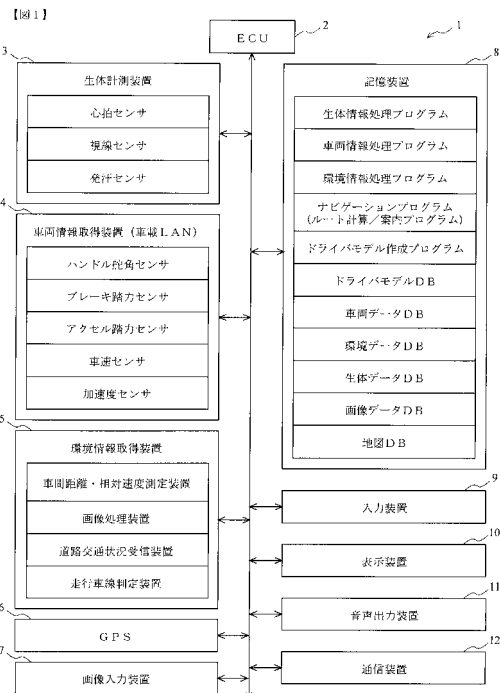 【図1】
ECU
2
1
3
生体計測装置
心拍センサ
視線センサ
発汗センサ
4
車両情報取得装置(車載LAN)
ハンドル舵角センサ
ブレーキ踏力センサ
アクセル踏力センサ
車速センサ
加速度センサ
5
環境情報取得装置
車間距離・相対速度測定装置
画像処理装置
道路交通状況受信装置
走行車線判定装置
6
GPS
7
画像入力装置
8
記憶装置
生体情報処理プログラム
車両情報処理プログラム
環境情報処理プログラム
ナビゲーションプログラム
(ルート計算/案内プログラム)
ドライバモデル作成プログラム
ドライバモデルDB
車両データDB
環境データDB
生体データDB
画像データDB
地図DB
9
入力装置
10
表示装置
11
音声出力装置
12
通信装置